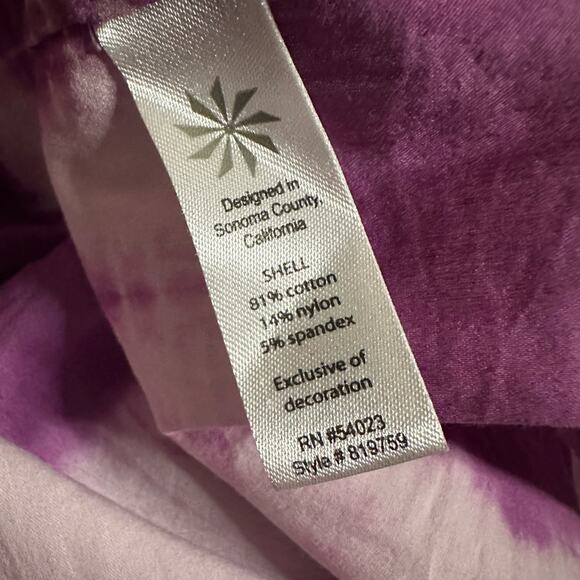 Designed in
Sonoma County,
California
SHELL
81% cotton
14% nylon
5% spandex
Exclusive of
decoration
RN #54023
Style # 819759